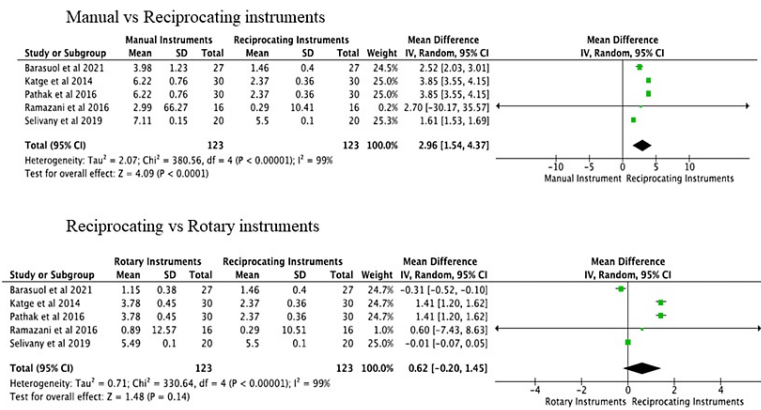 Manual vs Reciprocating instruments
Manual Instruments Reciprocating Instruments Mean Difference Mean Difference
Study or Subgroup Mean SD Total Mean SD Total Weight IV, Random, 95% CI IV, Random, 95% CI
Barasuol et al 2021 3.98 1.23 27 1.46 0.4 27 24.5% 2.52 [2.03, 3.01]
Katge et al 2014 6.22 0.76 30 2.37 0.36 30 25.0% 3.85 [3.55, 4.15]
Pathak et al 2016 6.22 0.76 30 2.37 0.36 30 25.0% 3.85 [3.55, 4.15]
Ramazani et al 2016 2.99 66.27 16 0.29 10.41 16 0.2% 2.70 [-30.17, 35.57]
Selivany et al 2019 7.11 0.15 20 5.5 0.1 20 25.3% 1.61 [1.53, 1.69]
Total (95% CI) 123 123 100.0% 2.96 [1.54, 4.37]
Heterogeneity: Tau² = 2.07; Chi² = 380.56, df = 4 (P < 0.00001); I² = 99%
Test for overall effect: Z = 4.09 (P < 0.0001)
-10 -5 0 5 10
Manual Instrument Reciprocating Instruments
Reciprocating vs Rotary instruments
Rotary Instruments Reciprocating Instruments Mean Difference Mean Difference
Study or Subgroup Mean SD Total Mean SD Total Weight IV, Random, 95% CI IV, Random, 95% CI
Barasuol et al 2021 1.15 0.38 27 1.46 0.4 27 24.7% -0.31 [-0.52, -0.10]
Katge et al 2014 3.78 0.45 30 2.37 0.36 30 24.7% 1.41 [1.20, 1.62]
Pathak et al 2016 3.78 0.45 30 2.37 0.36 30 24.7% 1.41 [1.20, 1.62]
Ramazani et al 2016 0.89 12.57 16 0.29 10.51 16 1.0% 0.60 [-7.43, 8.63]
Selivany et al 2019 5.49 0.1 20 5.5 0.1 20 25.0% -0.01 [-0.07, 0.05]
Total (95% CI) 123 123 100.0% 0.62 [-0.20, 1.45]
Heterogeneity: Tau² = 0.71; Chi² = 330.64, df = 4 (P < 0.00001); I² = 99%
Test for overall effect: Z = 1.48 (P = 0.14)
-4 -2 0 2 4
Rotary Instruments Reciprocating Instruments